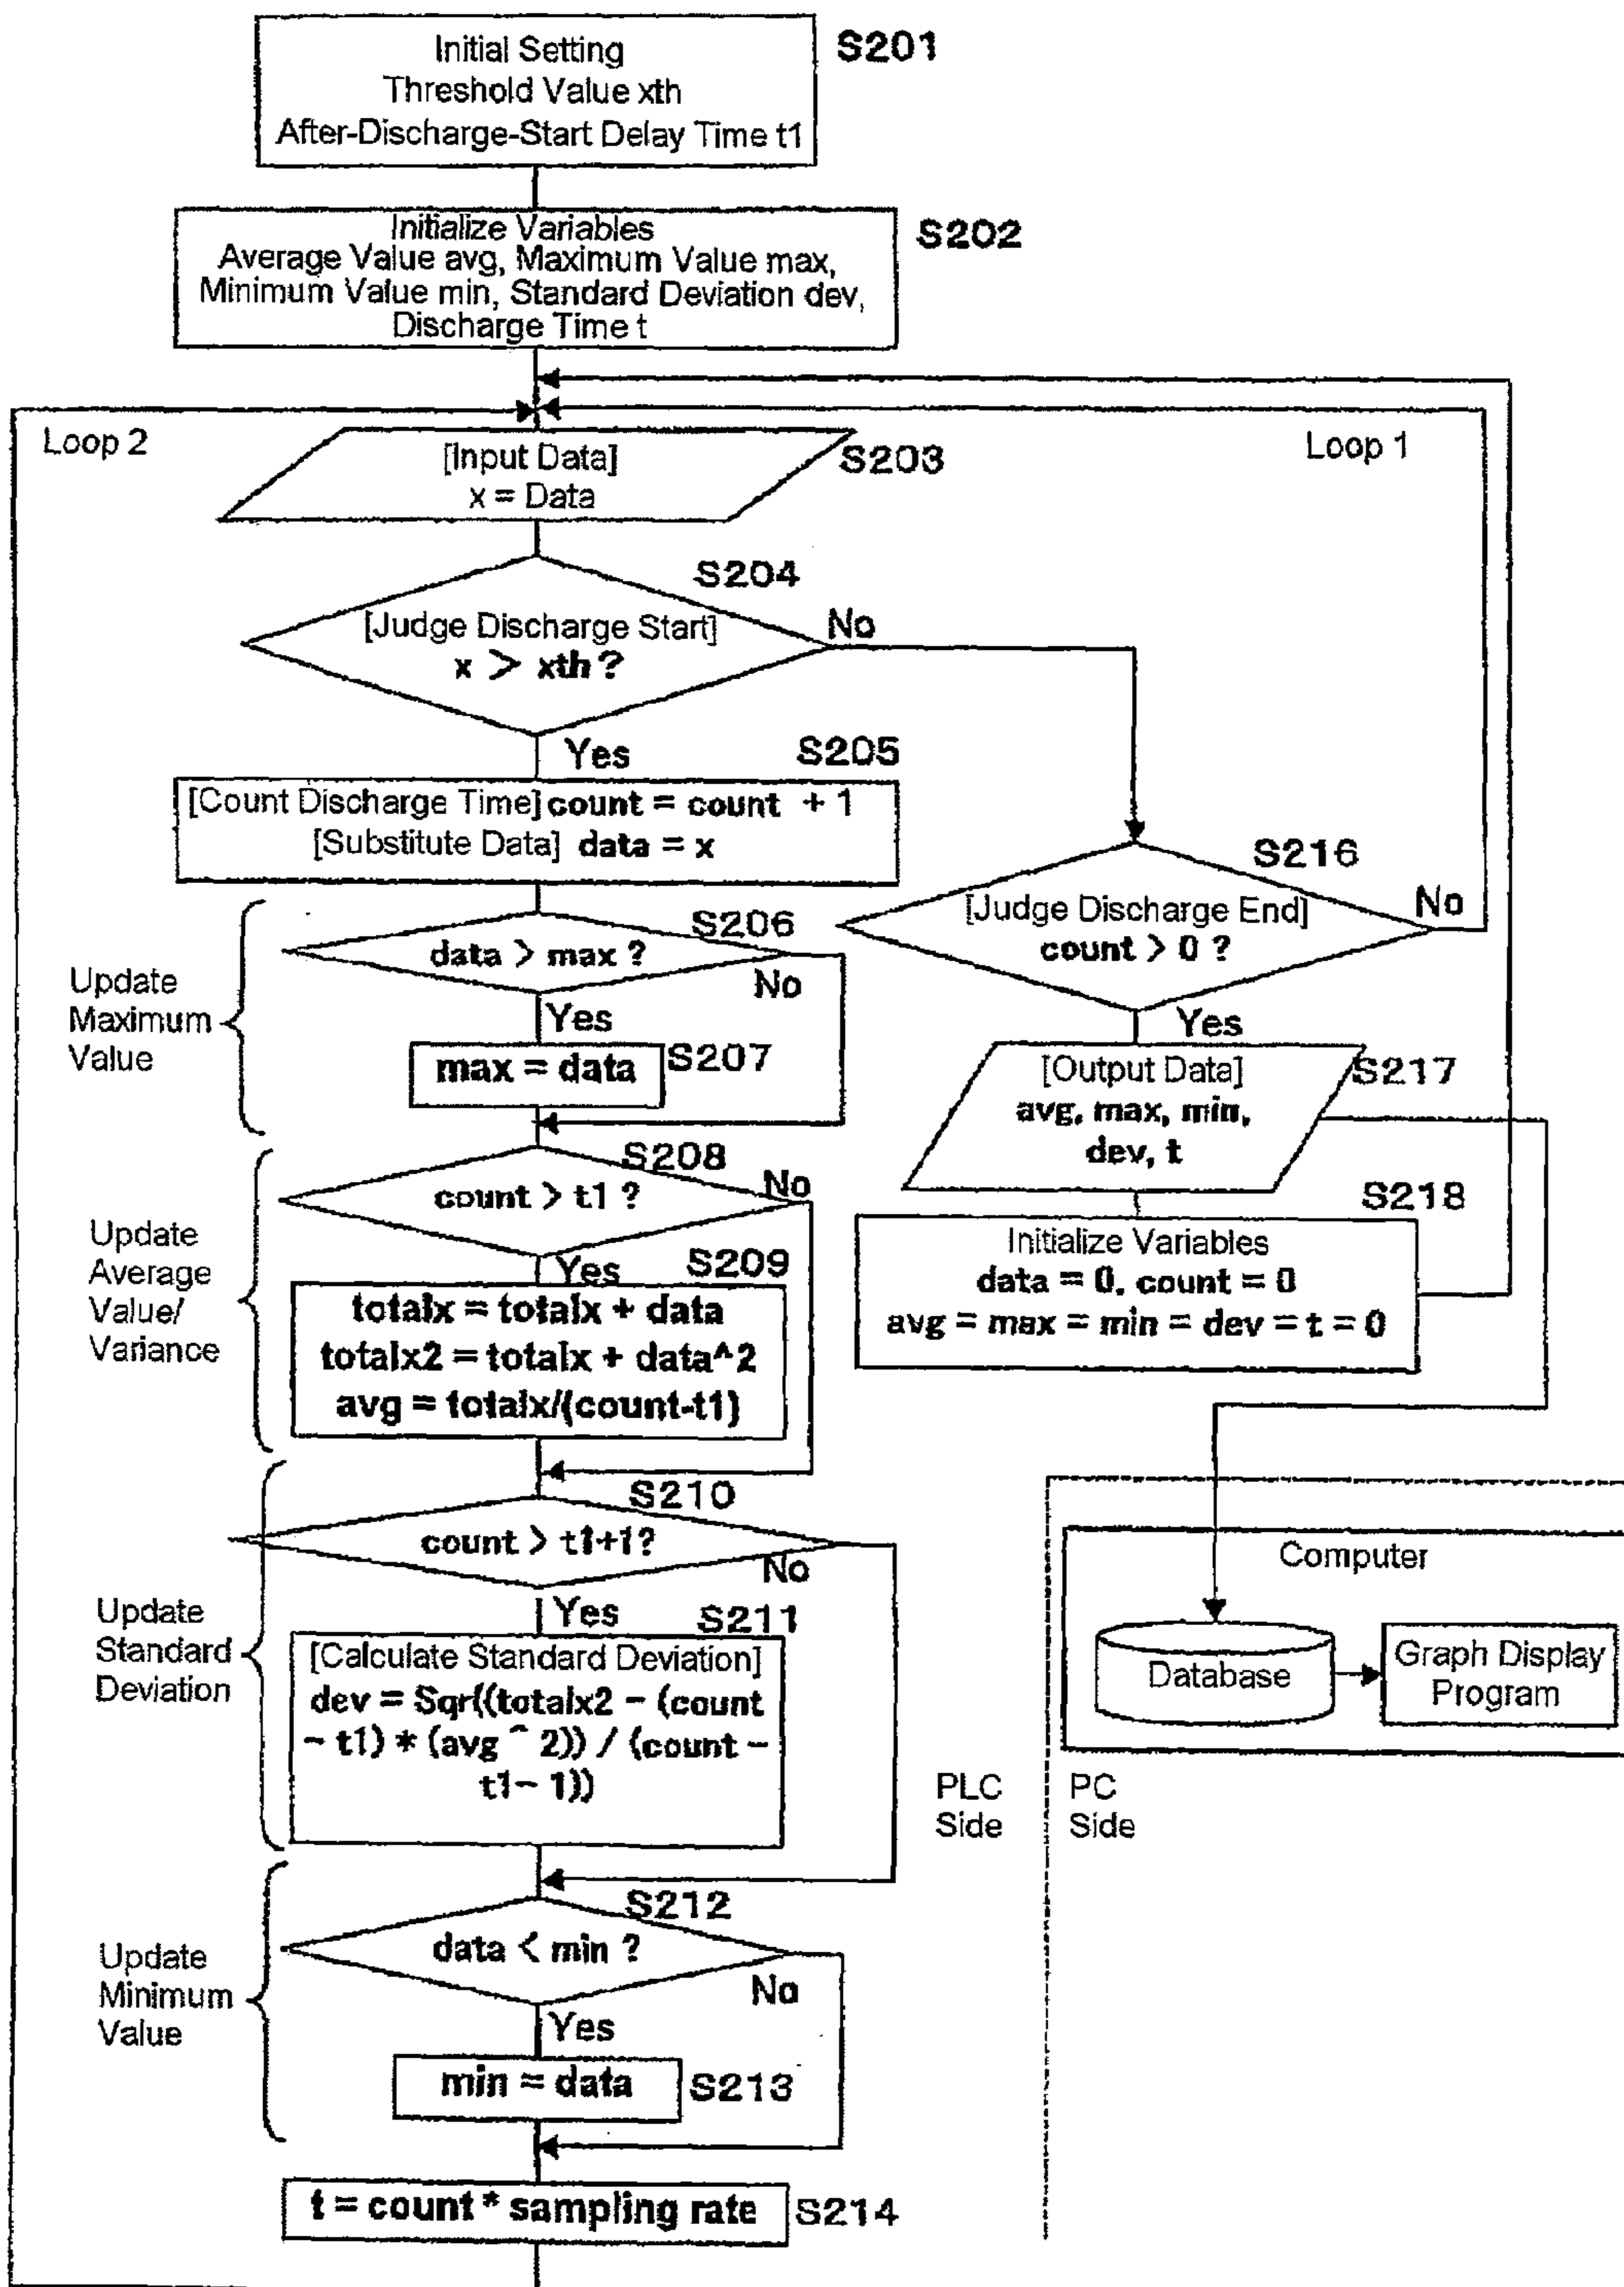 Initial Setting
Threshold Value xth
After-Discharge-Start Delay Time t1
S201
Initialize Variables
Average Value avg, Maximum Value max,
Minimum Value min, Standard Deviation dev,
Discharge Time t
S202
Loop 2
Loop 1
[Input Data]
x = Data
S203
S204
[Judge Discharge Start]
x > xth ?
No
Yes
S205
[Count Discharge Time] count = count + 1
[Substitute Data] data = x
S216
[Judge Discharge End]
count > 0 ?
No
Yes
Update
Maximum
Value
S206
data > max ?
No
Yes
max = data
S207
[Output Data]
avg, max, min,
dev, t
S217
S218
Initialize Variables
data = 0, count = 0
avg = max = min = dev = t = 0
Update
Average
Value/
Variance
S208
count > t1 ?
No
Yes
S209
totalx = totalx + data
totalx2 = totalx + data^2
avg = totalx/(count-t1)
Update
Standard
Deviation
S210
count > t1+1?
No
Yes
S211
[Calculate Standard Deviation]
dev = Sqr((totalx2 - (count
- t1) * (avg ^ 2)) / (count -
t1- 1))
Computer
Database
Graph Display
Program
PLC
Side
PC
Side
Update
Minimum
Value
S212
data < min ?
No
Yes
min = data
S213
t = count * sampling rate
S214